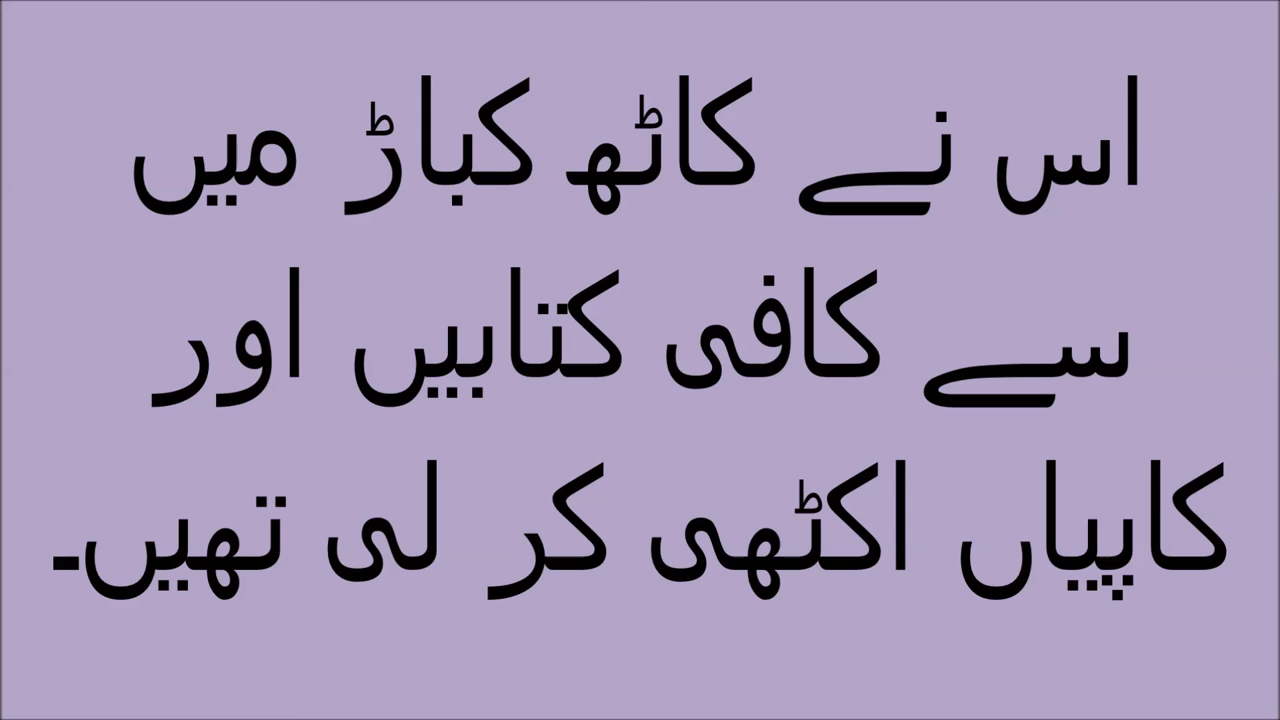 اس نے کاٹھ کباڑ میں
سے کافی کتابیں اور
کاپیاں اکٹھی کر لی تھیں۔